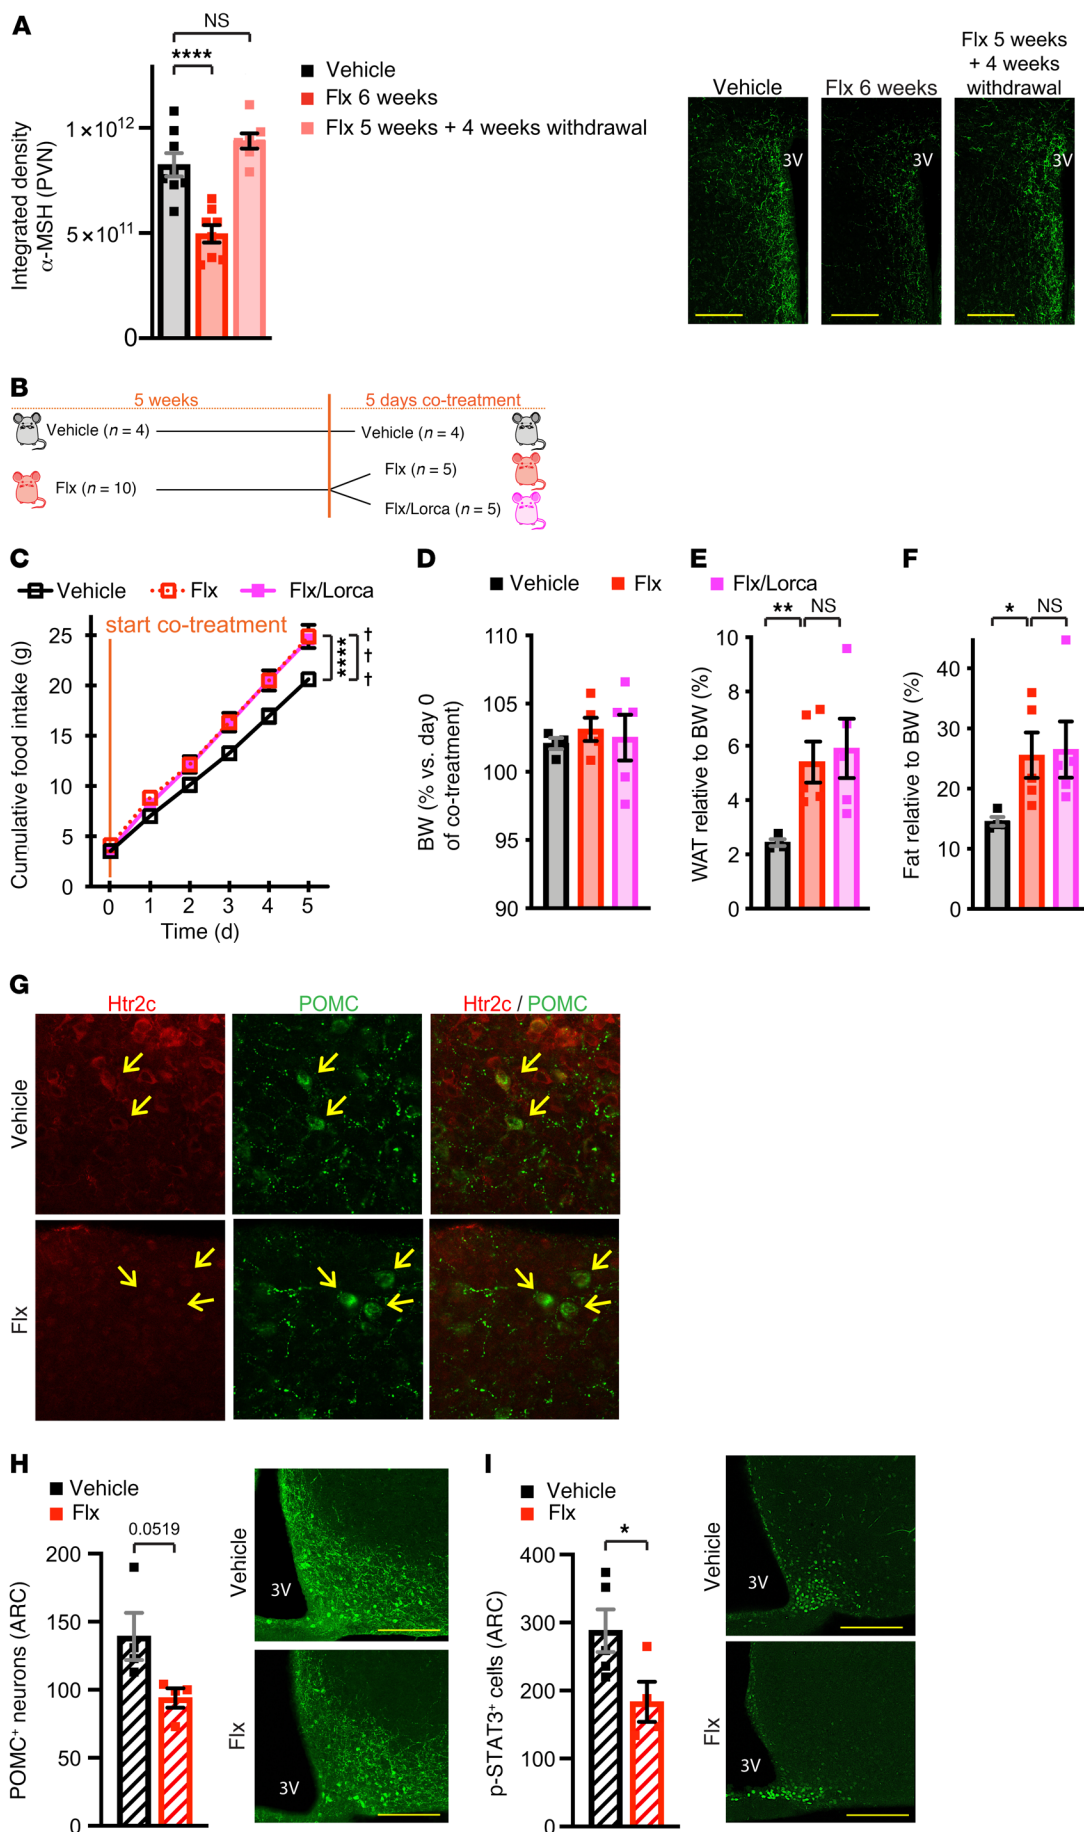 A
NS
****
Vehicle
Flx 6 weeks
Flx 5 weeks + 4 weeks withdrawal
Integrated density
α-MSH (PVN)
1×10¹²
5×10¹¹
0
Vehicle
Flx 6 weeks
Flx 5 weeks
+ 4 weeks
withdrawal
3V
3V
3V
B
5 weeks
5 days co-treatment
Vehicle (n = 4)
Vehicle (n = 4)
Flx (n = 10)
Flx (n = 5)
Flx/Lorca (n = 5)
C
Vehicle
Flx
Flx/Lorca
start co-treatment
Cumulative food intake (g)
25
20
15
10
5
0
0 1 2 3 4 5
Time (d)
****
†††
D
Vehicle
Flx
Flx/Lorca
BW (% vs. day 0
of co-treatment)
110
105
100
95
90
E
**
NS
WAT relative to BW (%)
10
8
6
4
2
0
F
*
NS
Fat relative to BW (%)
40
30
20
10
0
G
Htr2c
POMC
Htr2c / POMC
Vehicle
Flx
H
Vehicle
Flx
0.0519
POMC⁺ neurons (ARC)
200
150
100
50
0
Vehicle
3V
Flx
3V
I
Vehicle
Flx
*
p-STAT3⁺ cells (ARC)
400
300
200
100
0
Vehicle
3V
Flx
3V